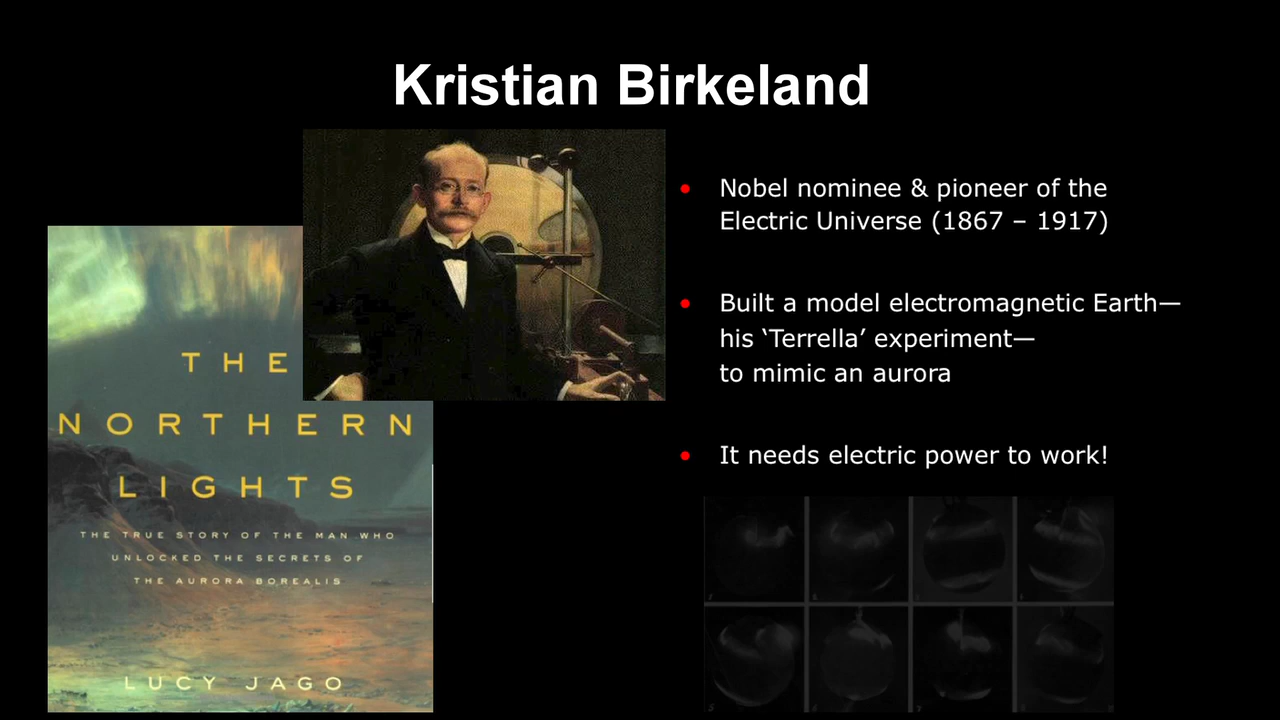 Kristian Birkeland
Nobel nominee & pioneer of the
Electric Universe (1867 – 1917)
Built a model electromagnetic Earth—
his ‘Terrella’ experiment—
to mimic an aurora
It needs electric power to work!
THE
NORTHERN
LIGHTS
THE TRUE STORY OF THE MAN WHO
UNLOCKED THE SECRETS OF
THE AURORA BOREALIS
LUCY JAGO